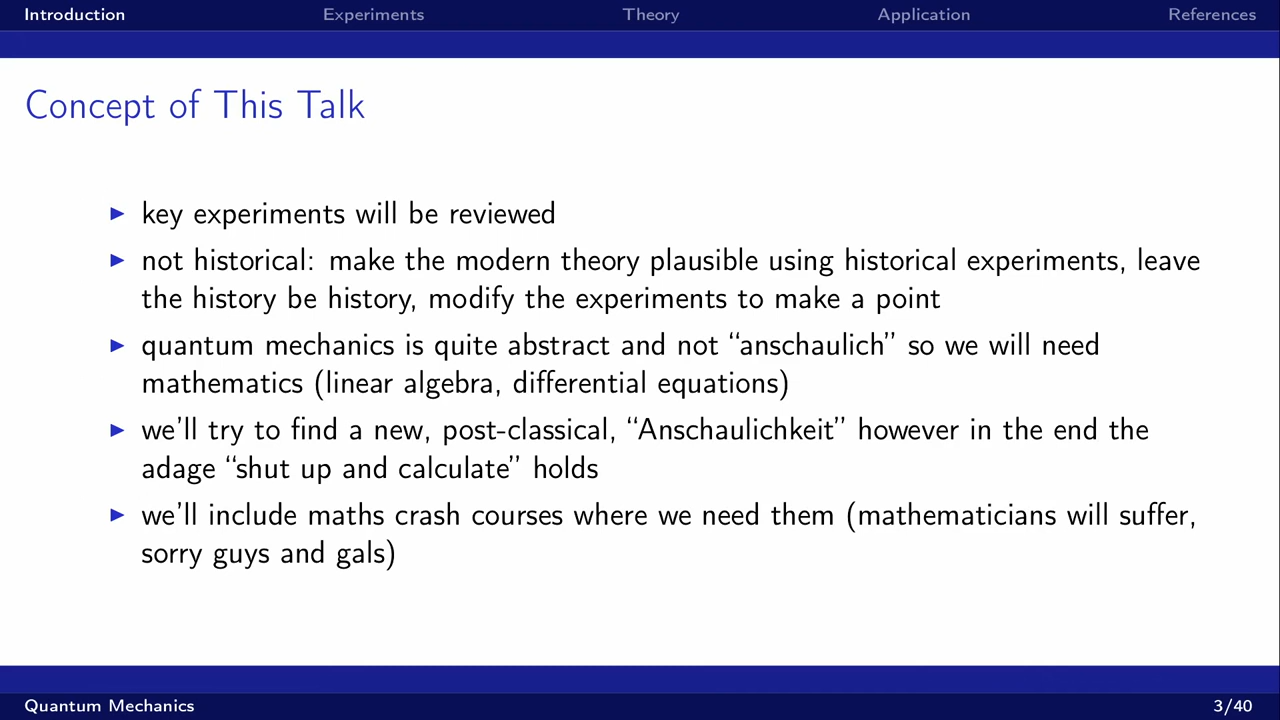 Introduction Experiments Theory Application References
Concept of This Talk
key experiments will be reviewed
not historical: make the modern theory plausible using historical experiments, leave
the history be history, modify the experiments to make a point
quantum mechanics is quite abstract and not “anschaulich” so we will need
mathematics (linear algebra, differential equations)
we’ll try to find a new, post-classical, “Anschaulichkeit” however in the end the
adage “shut up and calculate” holds
we’ll include maths crash courses where we need them (mathematicians will suffer,
sorry guys and gals)
Quantum Mechanics 3/40